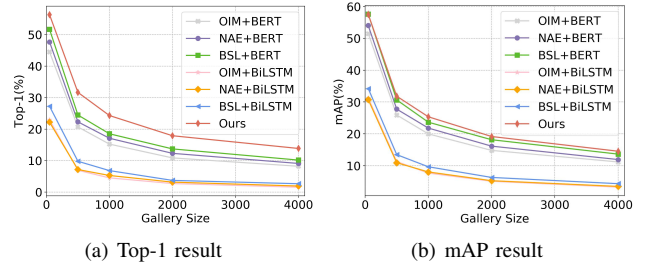 Top-1(%)
50
40
30
20
10
0
0
1000
2000
3000
4000
Gallery Size
OIM+BERT
NAE+BERT
BSL+BERT
OIM+BiLSTM
NAE+BiLSTM
BSL+BiLSTM
Ours
(a) Top-1 result
mAP(%)
60
50
40
30
20
10
0
0
1000
2000
3000
4000
Gallery Size
OIM+BERT
NAE+BERT
BSL+BERT
OIM+BiLSTM
NAE+BiLSTM
BSL+BiLSTM
Ours
(b) mAP result